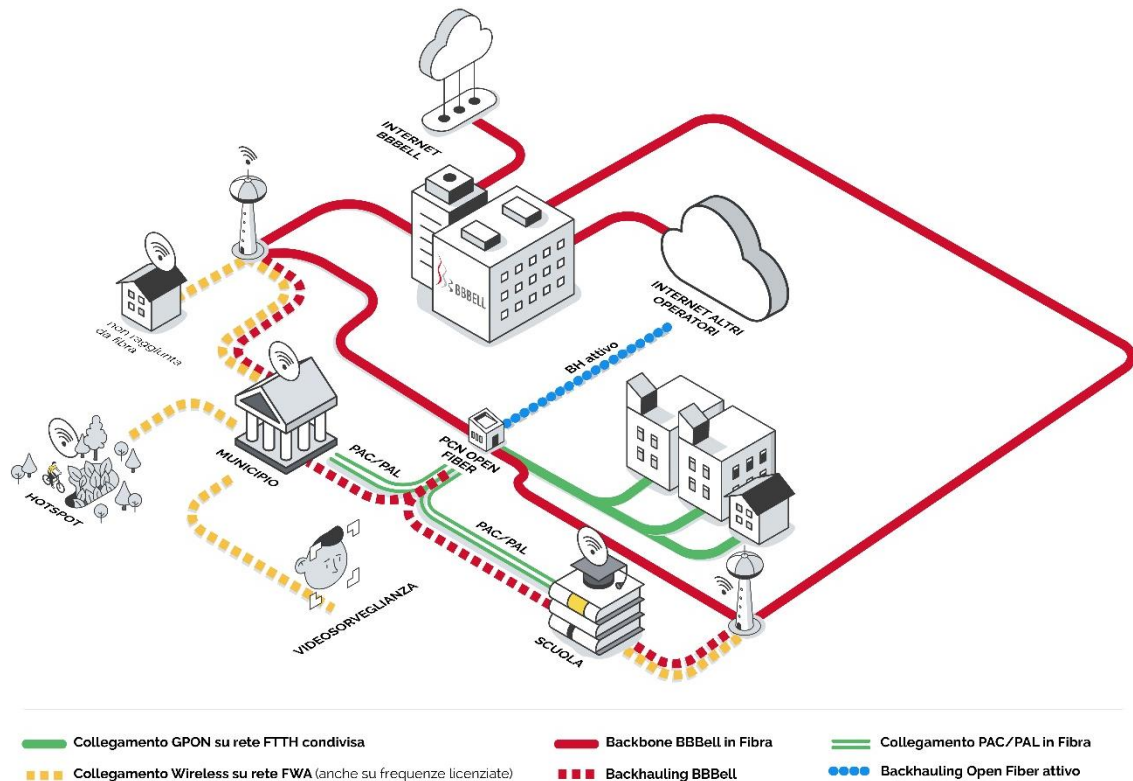 INTERNET
BBBELL
BBBELL
INTERNET ALTRI
OPERATORI
non raggiunta
da fibra
BH attivo
MUNICIPIO
PAC/PAL
PCN OPEN
FIBER
HOTSPOT
PAC/PAL
VIDEOSORVEGLIANZA
SCUOLA
Collegamento GPON su rete FTTH condivisa
Backbone BBBell in Fibra
Collegamento PAC/PAL in Fibra
Collegamento Wireless su rete FWA (anche su frequenze licenziate)
Backhauling BBBell
Backhauling Open Fiber attivo